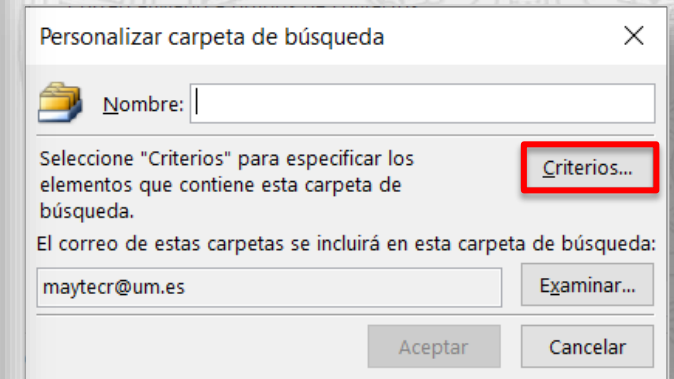 Personalizar carpeta de búsqueda
Nombre:
Seleccione "Criterios" para especificar los
elementos que contiene esta carpeta de
búsqueda.
Criterios...
El correo de estas carpetas se incluirá en esta carpeta de búsqueda:
maytecr@um.es
Examinar...
Aceptar
Cancelar